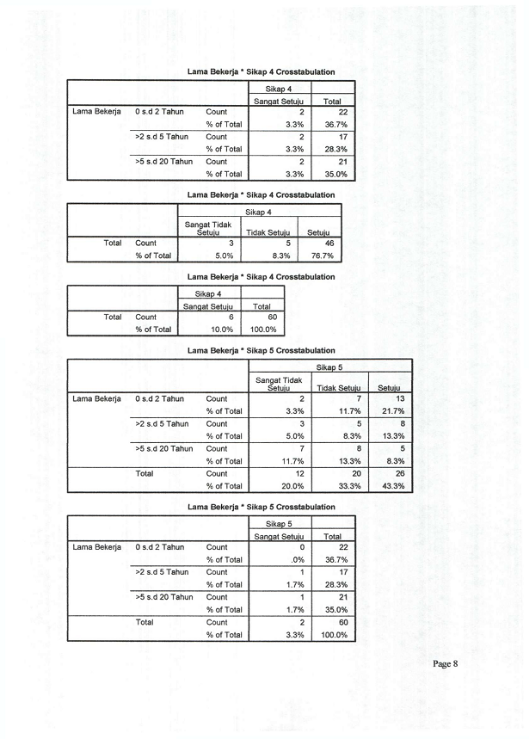 Lama Bekerja * Sikap 4 Crosstabulation
Sikap 4
Sangat Setuju Total
Lama Bekerja 0 s.d 2 Tahun Count 2 22
% of Total 3.3% 36.7%
>2 s.d 5 Tahun Count 2 17
% of Total 3.3% 28.3%
>5 s.d 20 Tahun Count 2 21
% of Total 3.3% 35.0%
Lama Bekerja * Sikap 4 Crosstabulation
Sikap 4
Sangat Tidak
Setuju Tidak Setuju Setuju
Total Count 3 5 46
% of Total 5.0% 8.3% 76.7%
Lama Bekerja * Sikap 4 Crosstabulation
Sikap 4
Sangat Setuju Total
Total Count 6 60
% of Total 10.0% 100.0%
Lama Bekerja * Sikap 5 Crosstabulation
Sikap 5
Sangat Tidak
Setuju Tidak Setuju Setuju
Lama Bekerja 0 s.d 2 Tahun Count 2 7 13
% of Total 3.3% 11.7% 21.7%
>2 s.d 5 Tahun Count 3 5 8
% of Total 5.0% 8.3% 13.3%
>5 s.d 20 Tahun Count 7 8 5
% of Total 11.7% 13.3% 8.3%
Total Count 12 20 26
% of Total 20.0% 33.3% 43.3%
Lama Bekerja * Sikap 5 Crosstabulation
Sikap 5
Sangat Setuju Total
Lama Bekerja 0 s.d 2 Tahun Count 0 22
% of Total .0% 36.7%
>2 s.d 5 Tahun Count 1 17
% of Total 1.7% 28.3%
>5 s.d 20 Tahun Count 1 21
% of Total 1.7% 35.0%
Total Count 2 60
% of Total 3.3% 100.0%
Page 8